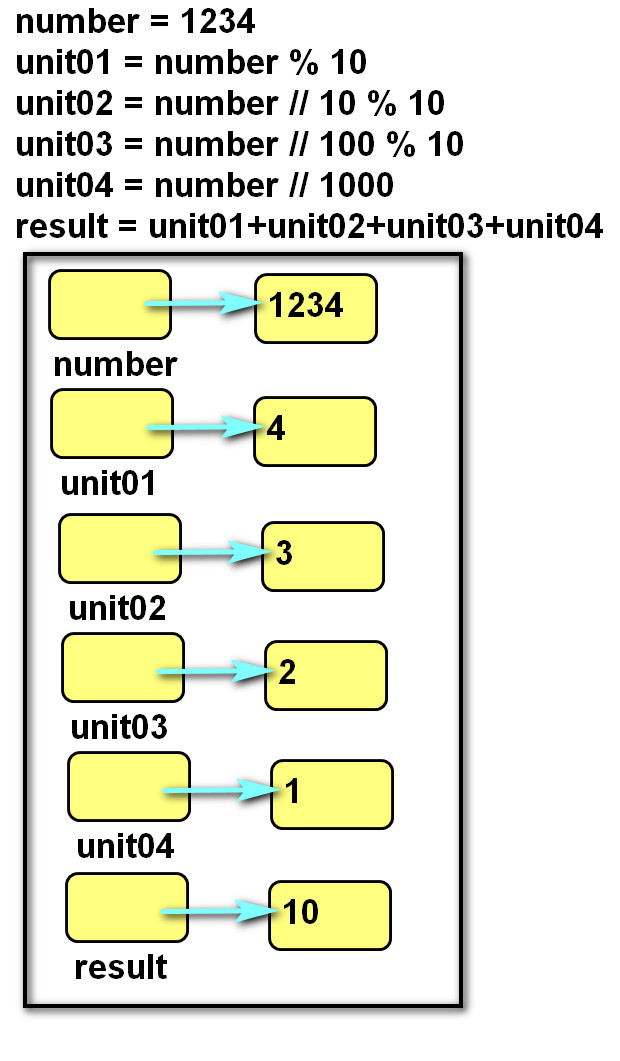 number = 1234
unit01 = number % 10
unit02 = number // 10 % 10
unit03 = number // 100 % 10
unit04 = number // 1000
result = unit01+unit02+unit03+unit04
1234
number
4
unit01
3
unit02
2
unit03
1
unit04
10
result